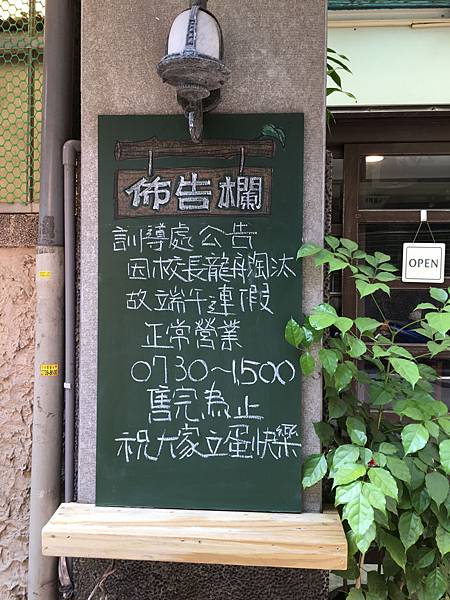 佈告欄
訓導處公告
因校長龍舟淘汰
故端午連假
正常營業
0730~1500
售完為止
祝大家立蛋快樂
OPEN